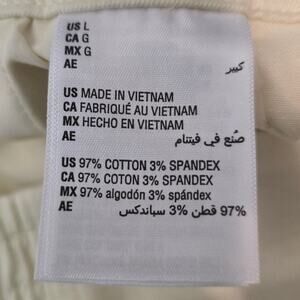 US L
CA G
MX G
AE كبير
US MADE IN VIETNAM
CA FABRIQUÉ AU VIETNAM
MX HECHO EN VIETNAM
AE صُنع في فيتنام
US 97% COTTON 3% SPANDEX
CA 97% COTON 3% SPANDEX
MX 97% algodón 3% spándex
AE 97% قطن 3% سباندكس